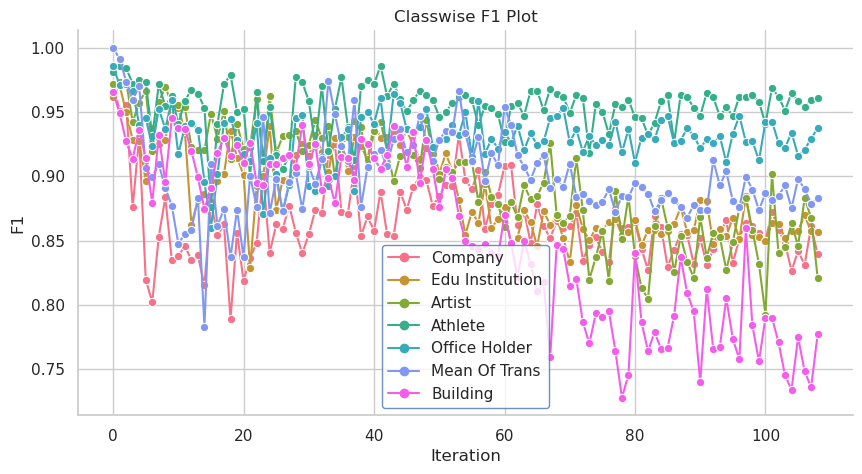 Classwise F1 Plot
1.00
0.95
0.90
0.85
0.80
0.75
F1
Company
Edu Institution
Artist
Athlete
Office Holder
Mean Of Trans
Building
0
20
40
60
80
100
Iteration